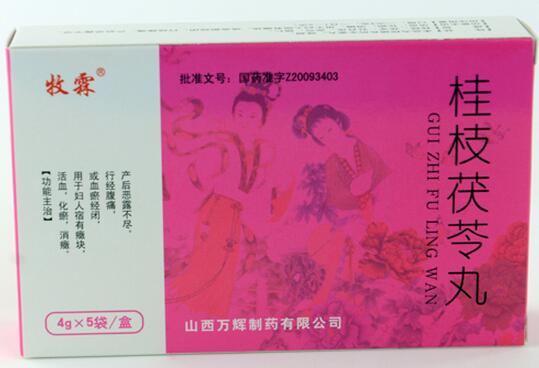 牧霖®
批准文号：国药准字Z20093403
桂枝茯苓丸
GUI ZHI FU LING WAN
【功能主治】
活血，化瘀，消癥。
用于妇人宿有癥块，
或血瘀经闭，
行经腹痛，
产后恶露不尽。
4g×5袋/盒
山西万辉制药有限公司